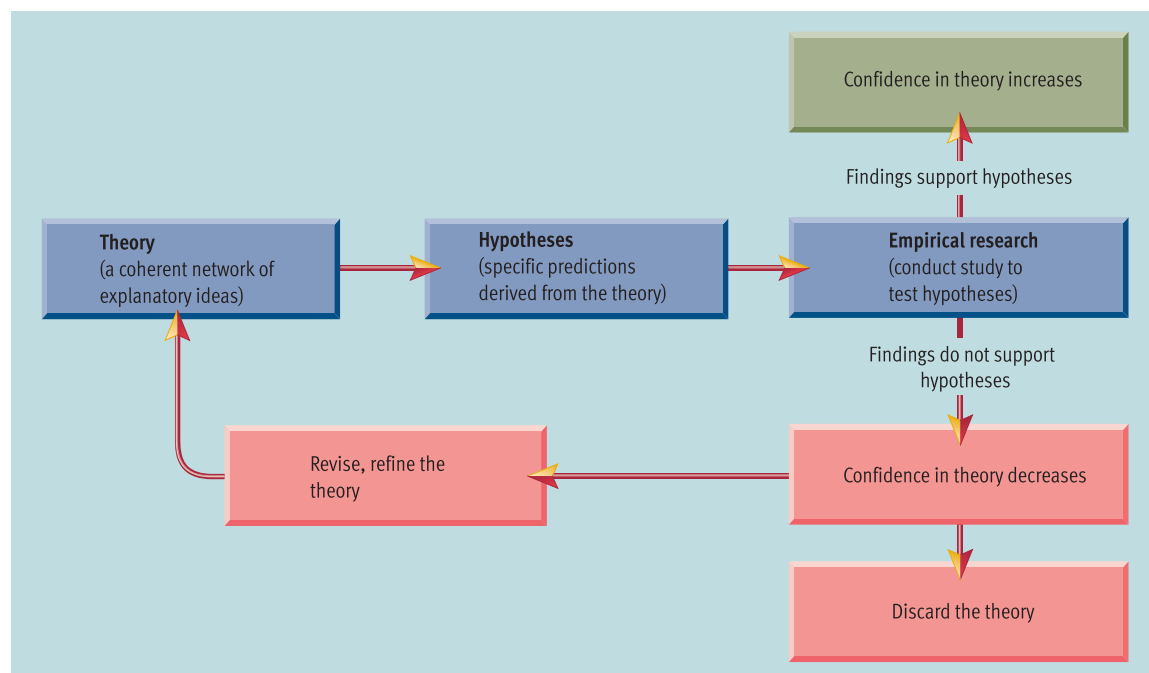 Confidence in theory increases
Findings support hypotheses
Theory
(a coherent network of
explanatory ideas)
Hypotheses
(specific predictions
derived from the theory)
Empirical research
(conduct study to
test hypotheses)
Findings do not support
hypotheses
Revise, refine the
theory
Confidence in theory decreases
Discard the theory